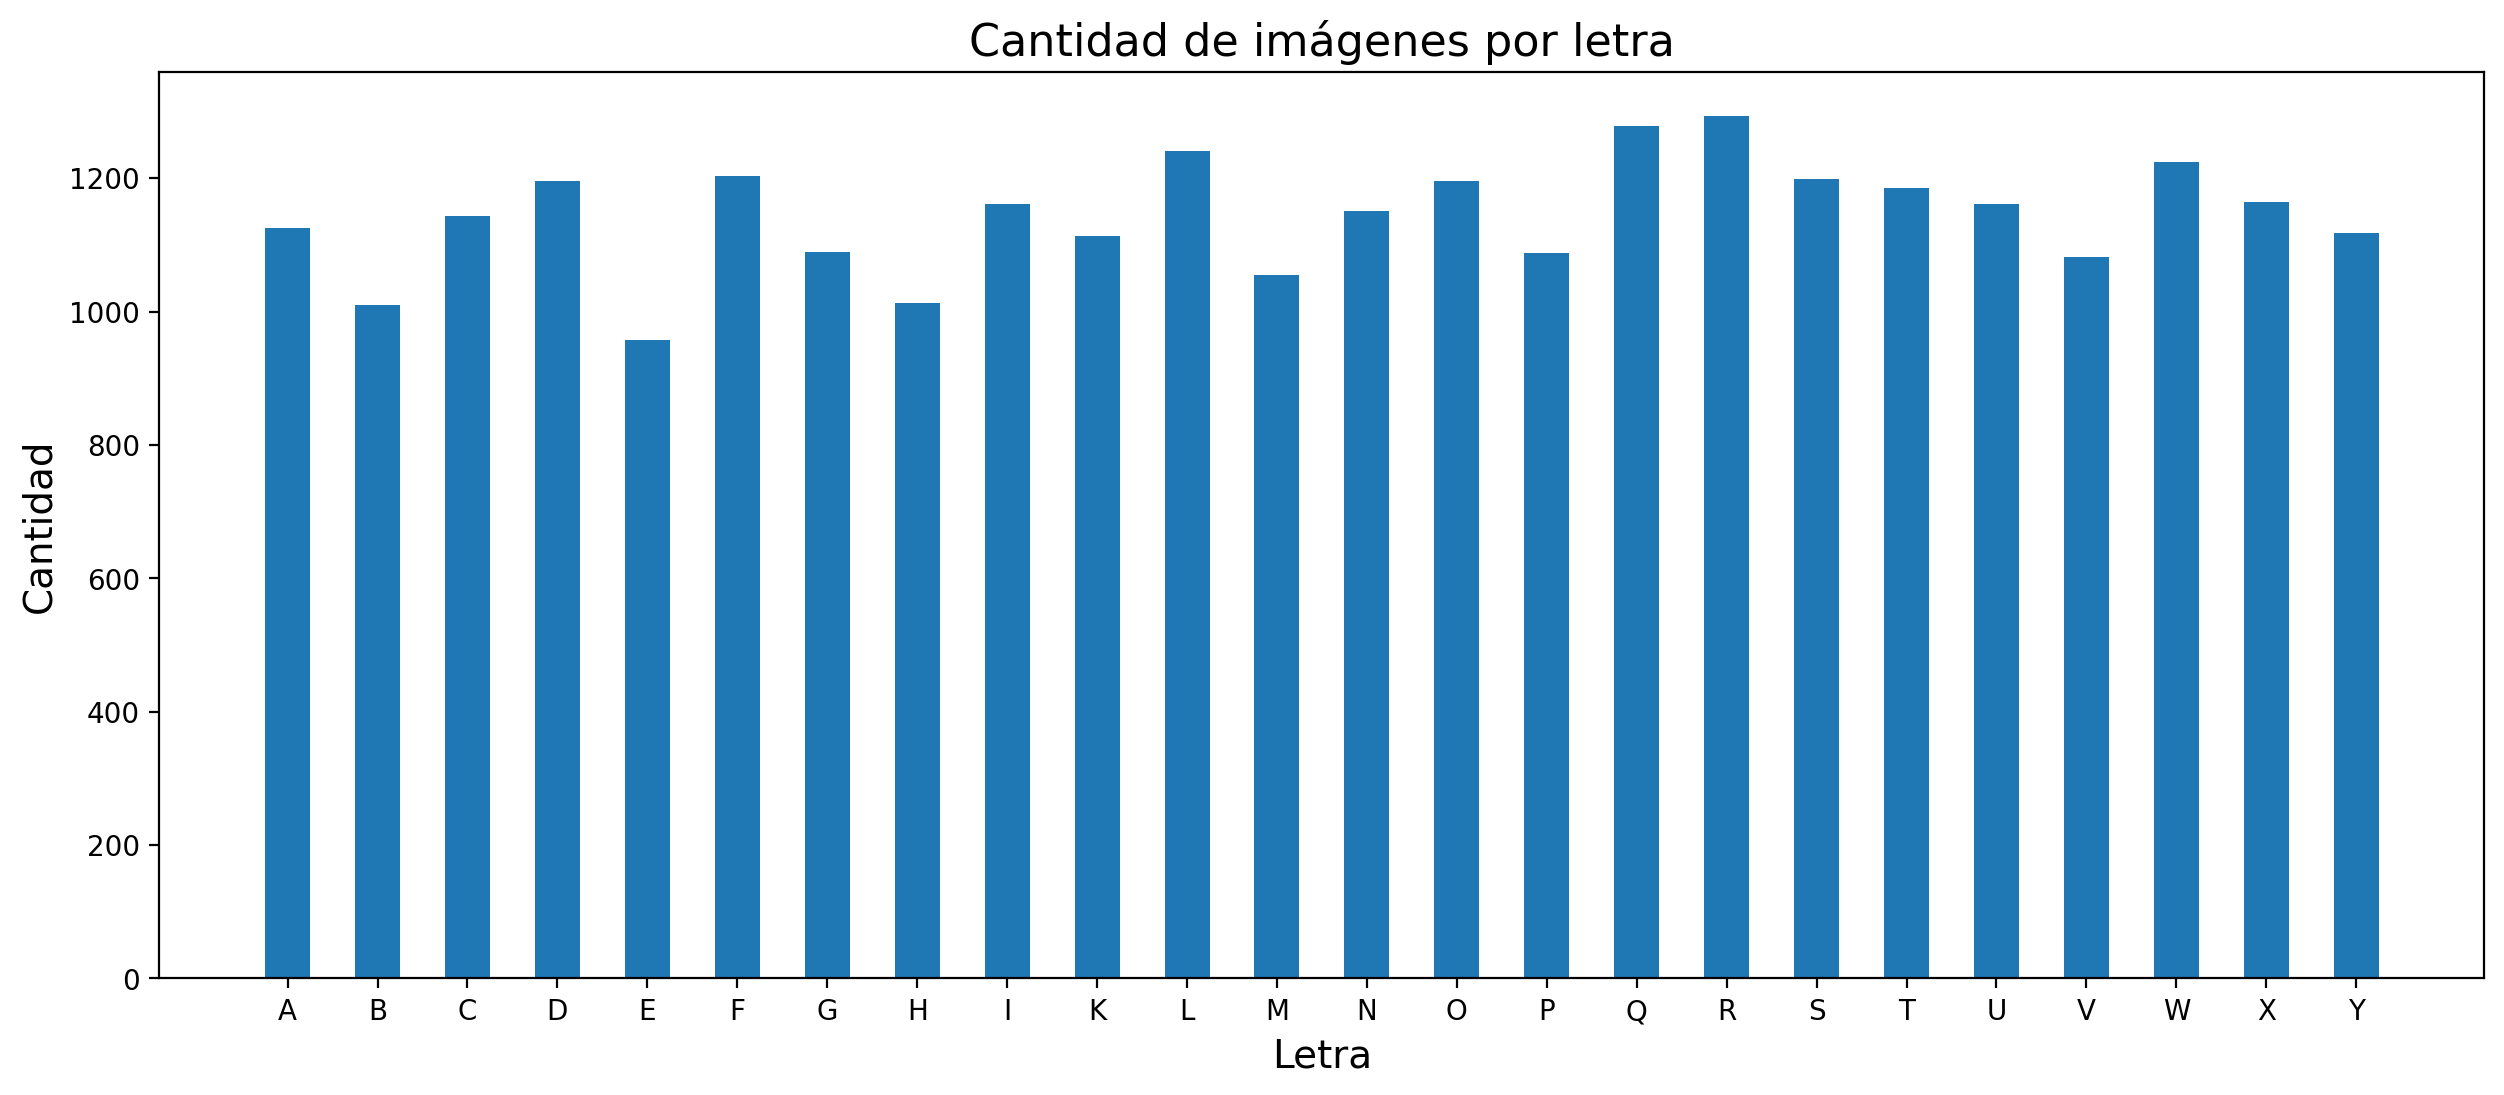 Cantidad de imágenes por letra
Cantidad
1200
1000
800
600
400
200
0
A B C D E F G H I K L M N O P Q R S T U V W X Y
Letra